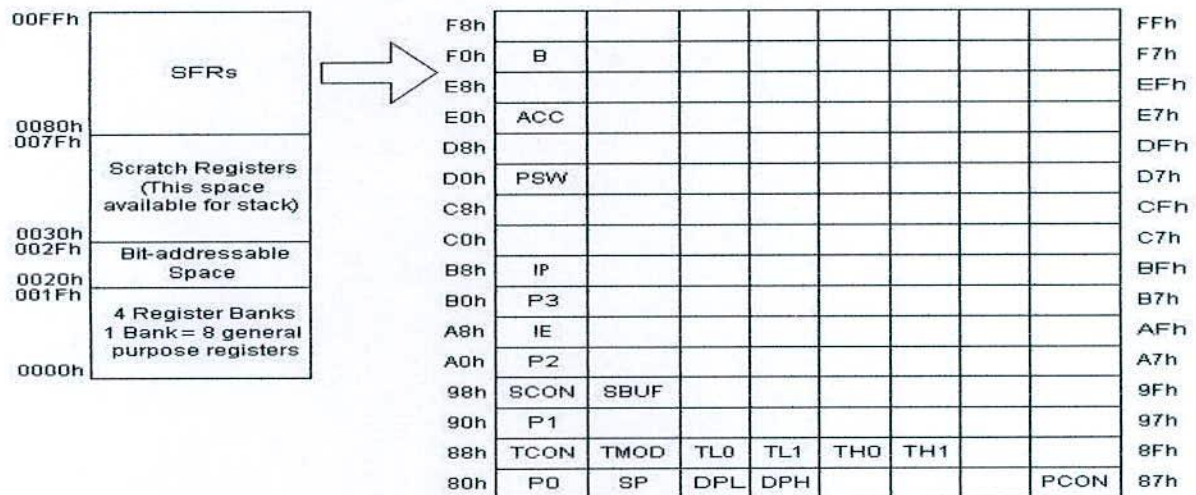 00FFh
SFRs
0080h
007Fh
Scratch Registers
(This space
available for stack)
0030h
002Fh
Bit-addressable
Space
0020h
001Fh
4 Register Banks
1 Bank = 8 general
purpose registers
0000h
F8h FFh
F0h B F7h
E8h EFh
E0h ACC E7h
D8h DFh
D0h PSW D7h
C8h CFh
C0h C7h
B8h IP BFh
B0h P3 B7h
A8h IE AFh
A0h P2 A7h
98h SCON SBUF 9Fh
90h P1 97h
88h TCON TMOD TL0 TL1 TH0 TH1 8Fh
80h P0 SP DPL DPH PCON 87h